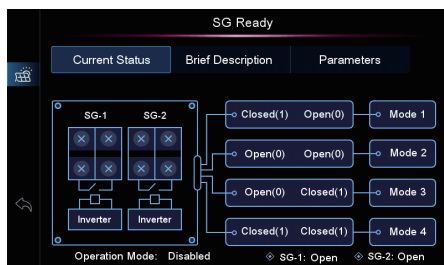 SG Ready
Current Status Brief Description Parameters
SG-1 SG-2
Inverter Inverter
Closed(1) Open(0) Mode 1
Open(0) Open(0) Mode 2
Open(0) Closed(1) Mode 3
Closed(1) Closed(1) Mode 4
Operation Mode: Disabled SG-1: Open SG-2: Open